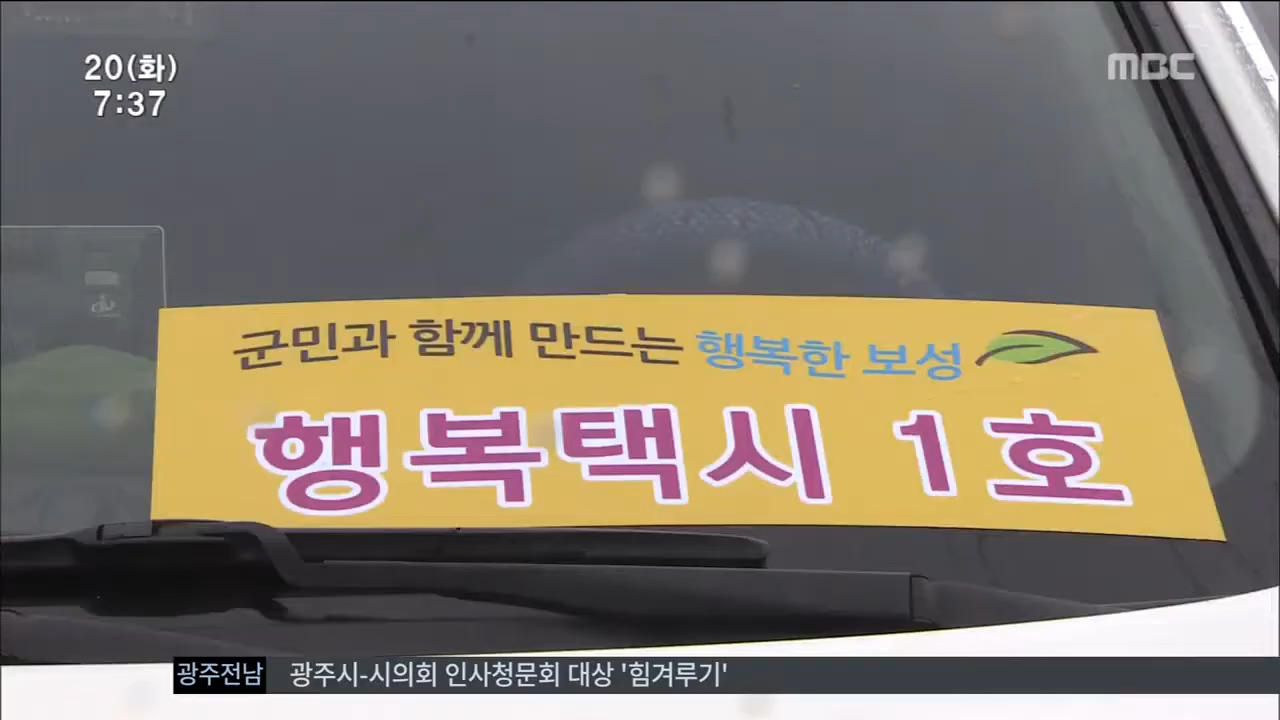 20(화)
7:37
MBC
군민과 함께 만드는 행복한 보성
행복택시 1호
광주전남 광주시-시의회 인사청문회 대상 '힘겨루기'